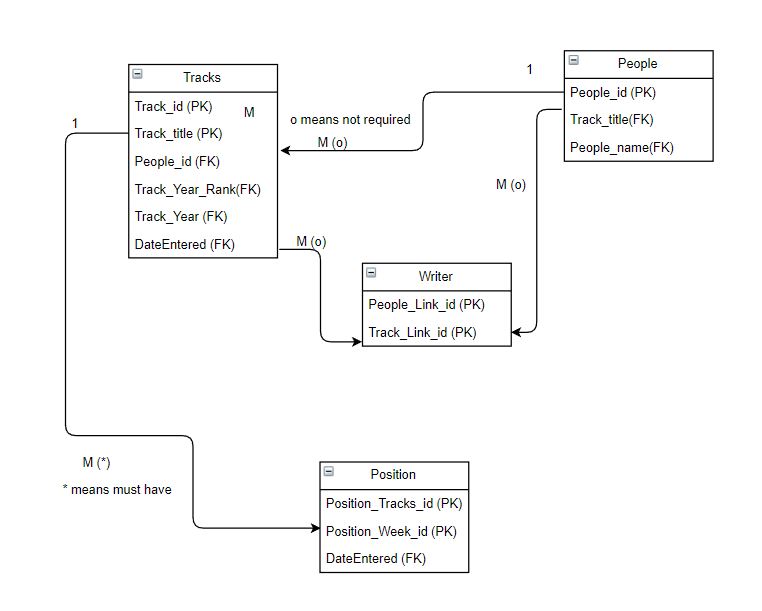 People
1
Tracks
People_id (PK)
Track_id (PK)
M
o means not required
Track_title(FK)
1
Track_title (PK)
M (o)
People_name(FK)
People_id (FK)
Track_Year_Rank(FK)
M (o)
Track_Year (FK)
DateEntered (FK)
M (o)
Writer
People_Link_id (PK)
Track_Link_id (PK)
M (*)
* means must have
Position
Position_Tracks_id (PK)
Position_Week_id (PK)
DateEntered (FK)